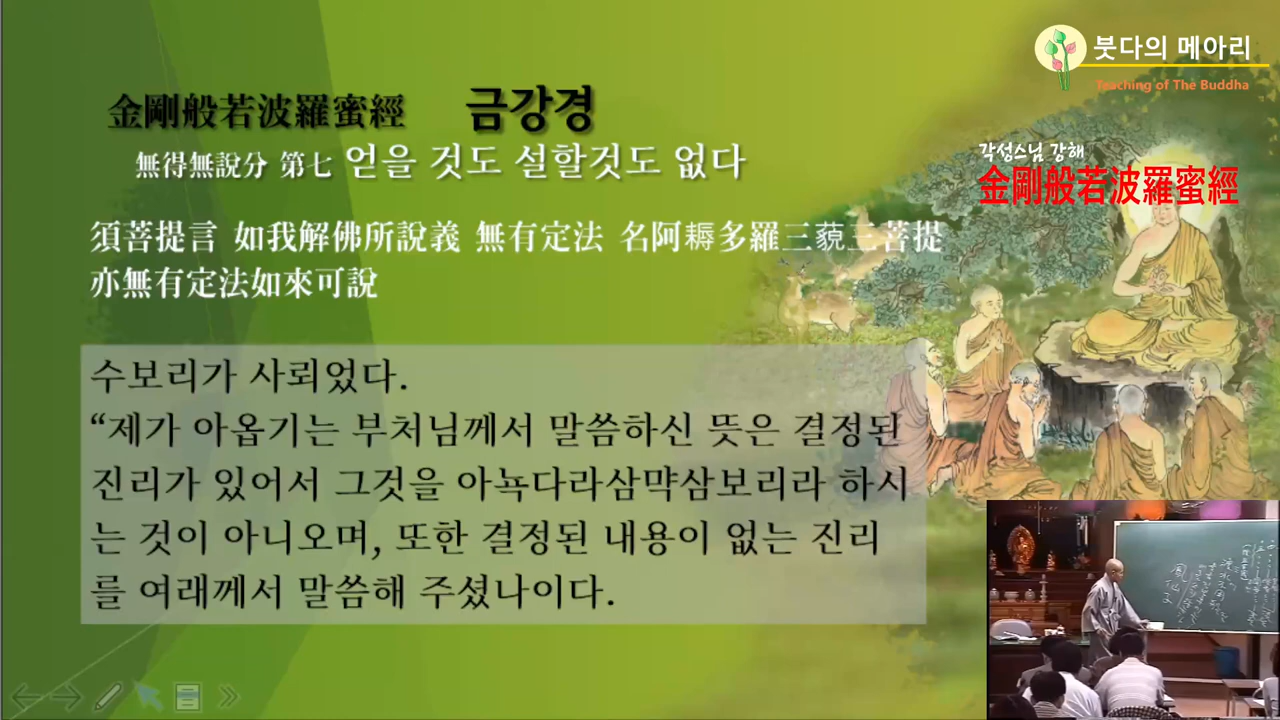 붓다의 메아리
Teaching of The Buddha
金剛般若波羅蜜經 금강경
각성스님 강해
金剛般若波羅蜜經
無得無說分 第七 얻을 것도 설할것도 없다
須菩提言 如我解佛所說義 無有定法 名阿耨多羅三藐三菩提
亦無有定法如來可說
수보리가 사뢰었다.
“제가 아옵기는 부처님께서 말씀하신 뜻은 결정된
진리가 있어서 그것을 아뇩다라삼먁삼보리라 하시
는 것이 아니오며, 또한 결정된 내용이 없는 진리
를 여래께서 말씀해 주셨나이다.